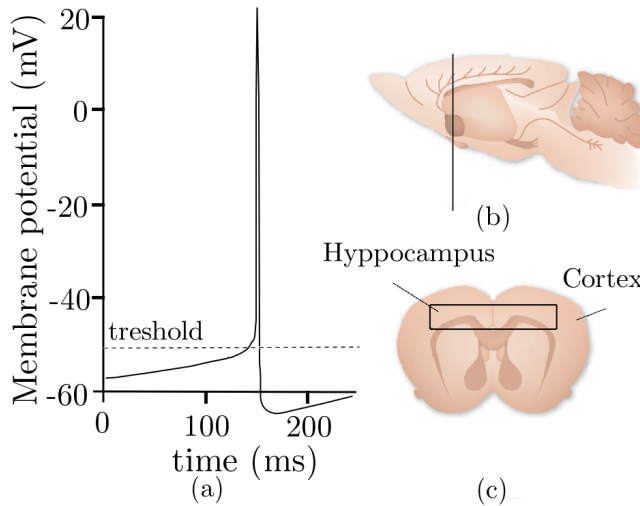 Membrane potential (mV)
20
0
-20
-40
-60
treshold
0
100
200
time (ms)
(a)
(b)
Hyppocampus
Cortex
(c)